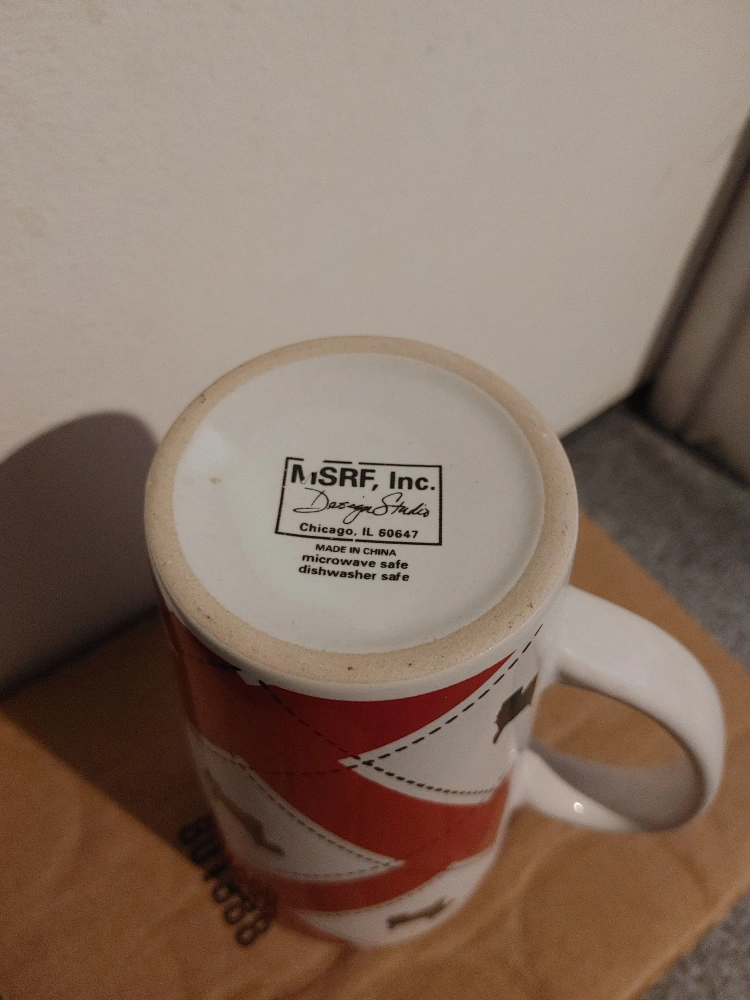 MSRF, Inc.
Design Studio
Chicago, IL 60647
MADE IN CHINA
microwave safe
dishwasher safe